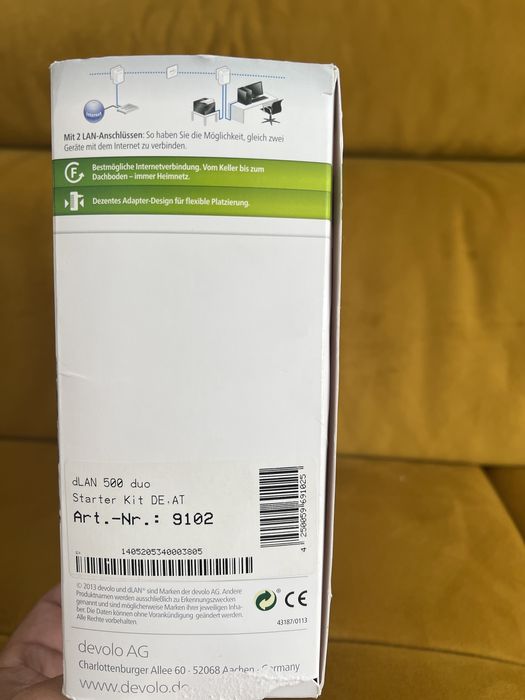 Internet
Mit 2 LAN-Anschlüssen: So haben Sie die Möglichkeit, gleich zwei
Geräte mit dem Internet zu verbinden.
F
Bestmögliche Internetverbindung. Vom Keller bis zum
Dachboden – immer Heimnetz.
Dezentes Adapter-Design für flexible Platzierung.
dLAN 500 duo
Starter Kit DE,AT
Art.-Nr.: 9102
4 250059 691025
1405205340003805
© 2013 devolo und dLAN® sind Marken der devolo AG. Andere
Produktnamen werden ausschließlich zu Erkennungszwecken
genannt und sind möglicherweise Marken ihrer jeweiligen Inha-
ber. Die Daten können ohne Vorankündigung geändert werden.
Alle Rechte vorbehalten.
CE
43187/0113
devolo AG
Charlottenburger Allee 60 · 52068 Aachen · Germany
www.devolo.de